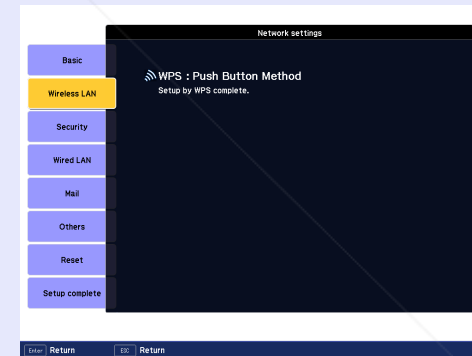 Network settings
Basic
Wireless LAN
Security
Wired LAN
Mail
Others
Reset
Setup complete
WPS : Push Button Method
Setup by WPS complete.
Enter Return
ESC Return